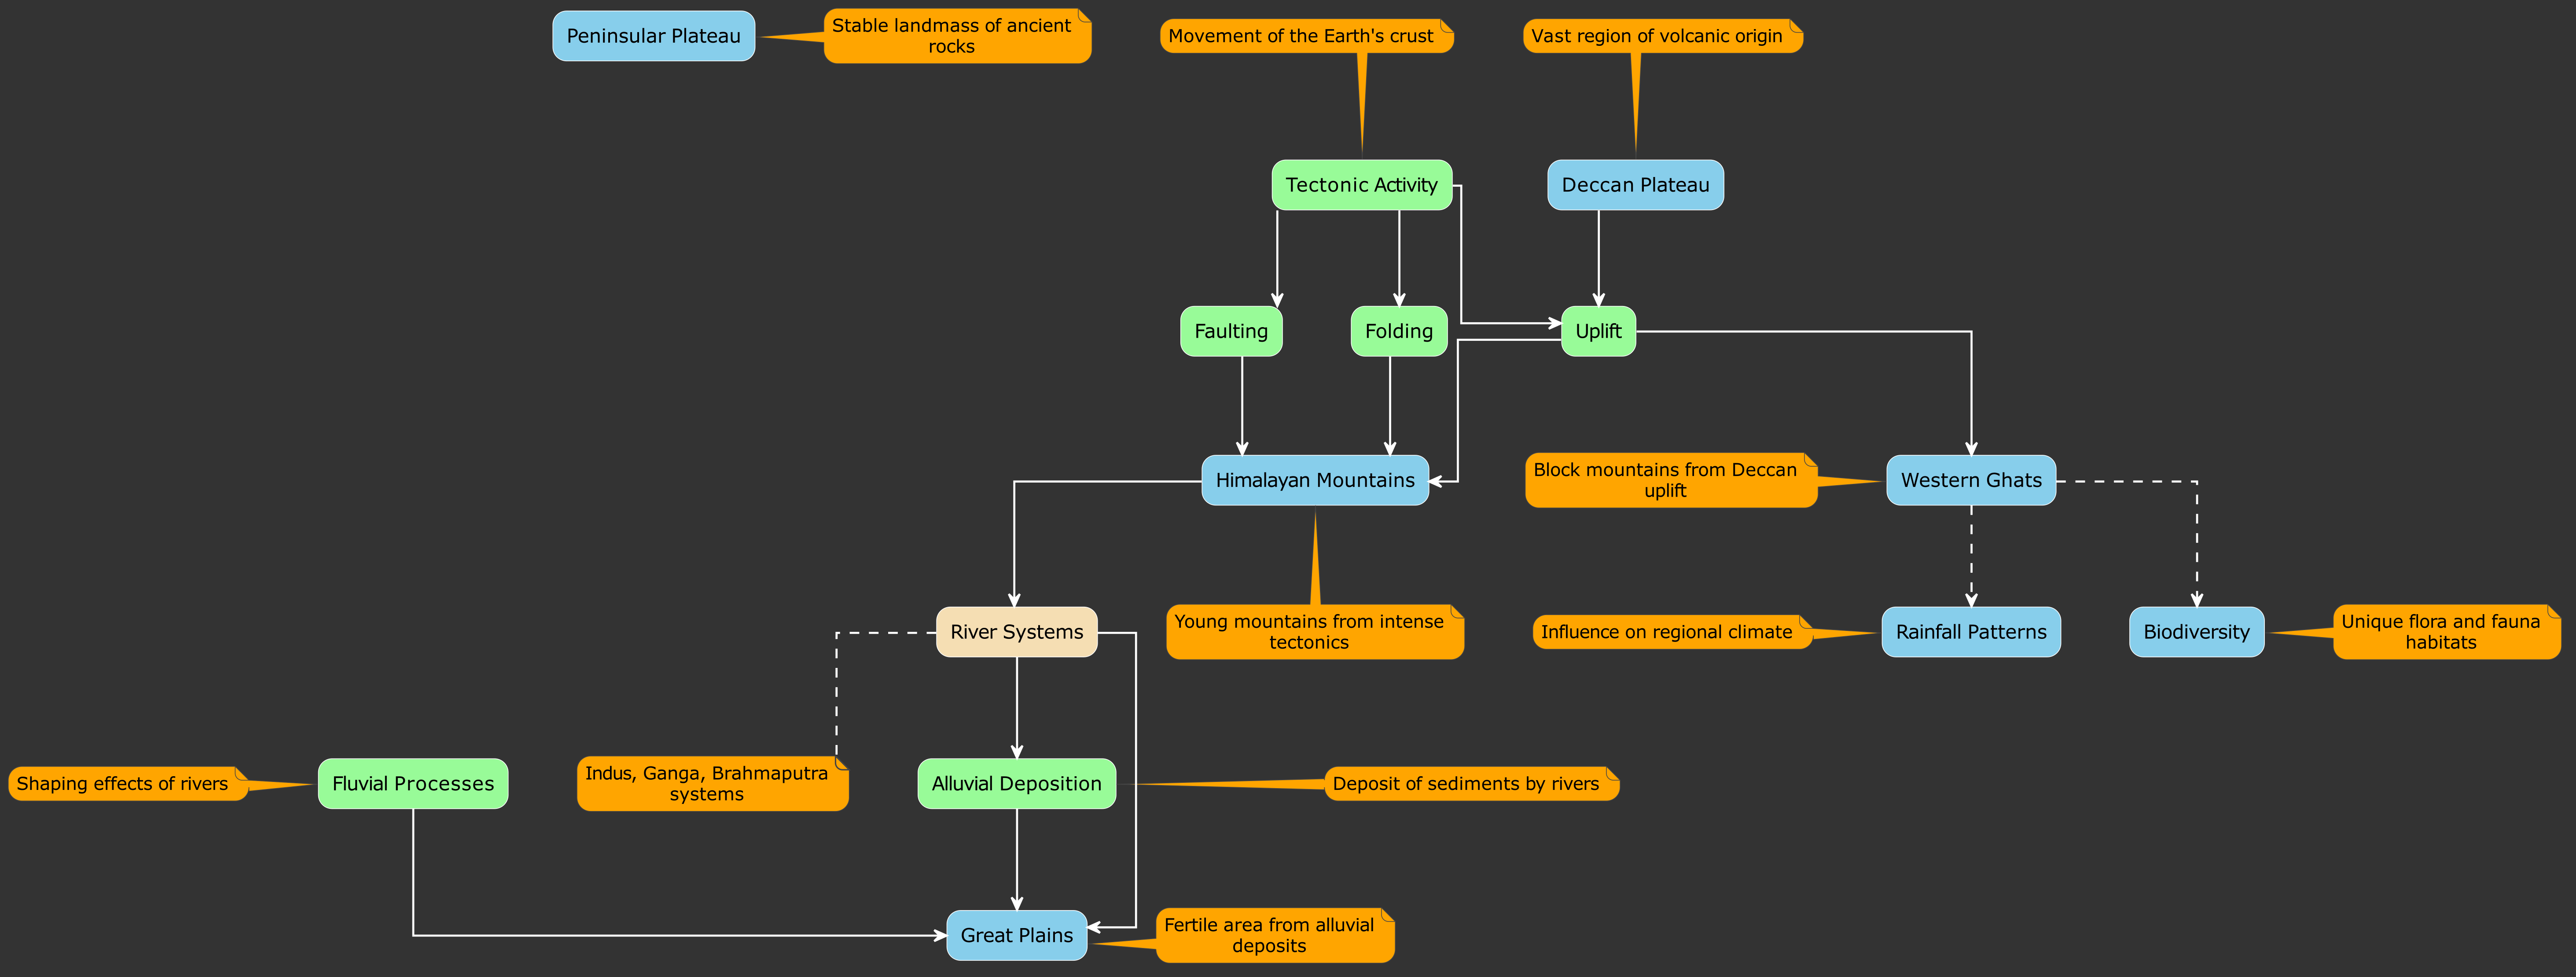 Peninsular Plateau
Stable landmass of ancient
rocks
Movement of the Earth's crust
Vast region of volcanic origin
Tectonic Activity
Deccan Plateau
Faulting
Folding
Uplift
Himalayan Mountains
Block mountains from Deccan
uplift
Western Ghats
River Systems
Young mountains from intense
tectonics
Influence on regional climate
Rainfall Patterns
Biodiversity
Unique flora and fauna
habitats
Shaping effects of rivers
Fluvial Processes
Indus, Ganga, Brahmaputra
systems
Alluvial Deposition
Deposit of sediments by rivers
Great Plains
Fertile area from alluvial
deposits